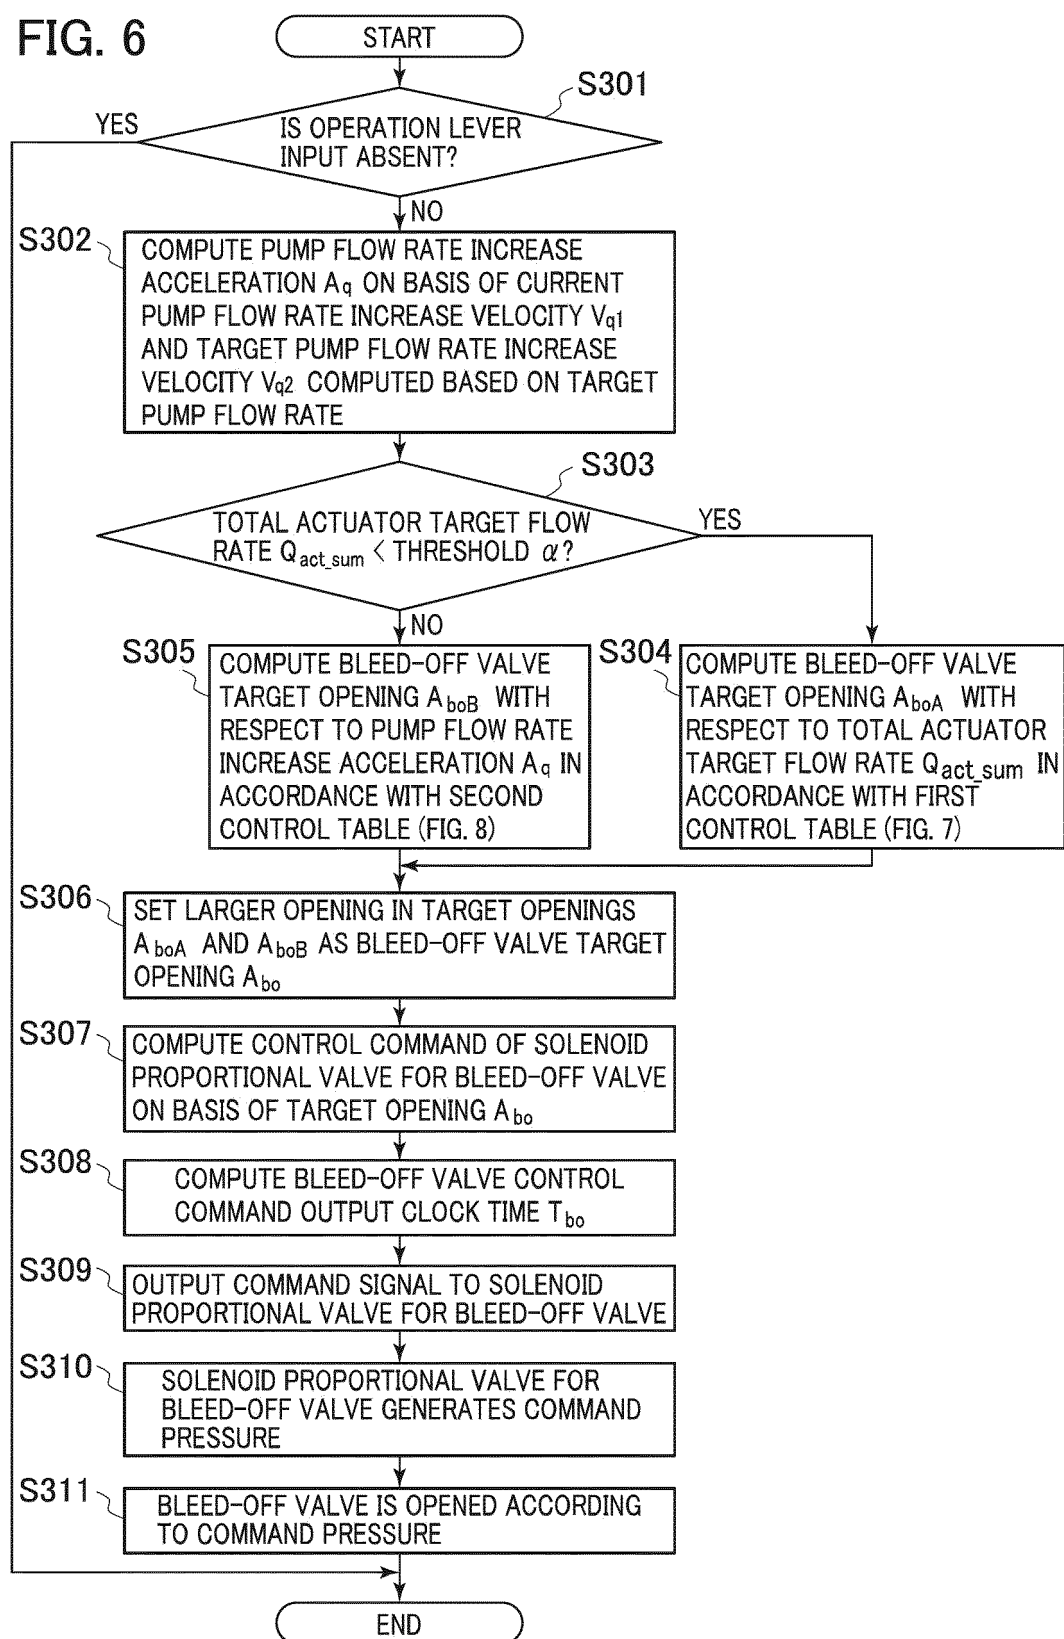 FIG. 6
START
S301
YES
IS OPERATION LEVER
INPUT ABSENT?
NO
S302
COMPUTE PUMP FLOW RATE INCREASE
ACCELERATION Aq ON BASIS OF CURRENT
PUMP FLOW RATE INCREASE VELOCITY Vq1
AND TARGET PUMP FLOW RATE INCREASE
VELOCITY Vq2 COMPUTED BASED ON TARGET
PUMP FLOW RATE
S303
TOTAL ACTUATOR TARGET FLOW
RATE Qact_sum < THRESHOLD α?
YES
NO
S305
COMPUTE BLEED-OFF VALVE
TARGET OPENING AboB WITH
RESPECT TO PUMP FLOW RATE
INCREASE ACCELERATION Aq IN
ACCORDANCE WITH SECOND
CONTROL TABLE (FIG. 8)
S304
COMPUTE BLEED-OFF VALVE
TARGET OPENING AboA WITH
RESPECT TO TOTAL ACTUATOR
TARGET FLOW RATE Qact_sum IN
ACCORDANCE WITH FIRST
CONTROL TABLE (FIG. 7)
S306
SET LARGER OPENING IN TARGET OPENINGS
AboA AND AboB AS BLEED-OFF VALVE TARGET
OPENING Abo
S307
COMPUTE CONTROL COMMAND OF SOLENOID
PROPORTIONAL VALVE FOR BLEED-OFF VALVE
ON BASIS OF TARGET OPENING Abo
S308
COMPUTE BLEED-OFF VALVE CONTROL
COMMAND OUTPUT CLOCK TIME Tbo
S309
OUTPUT COMMAND SIGNAL TO SOLENOID
PROPORTIONAL VALVE FOR BLEED-OFF VALVE
S310
SOLENOID PROPORTIONAL VALVE FOR
BLEED-OFF VALVE GENERATES COMMAND
PRESSURE
S311
BLEED-OFF VALVE IS OPENED ACCORDING
TO COMMAND PRESSURE
END